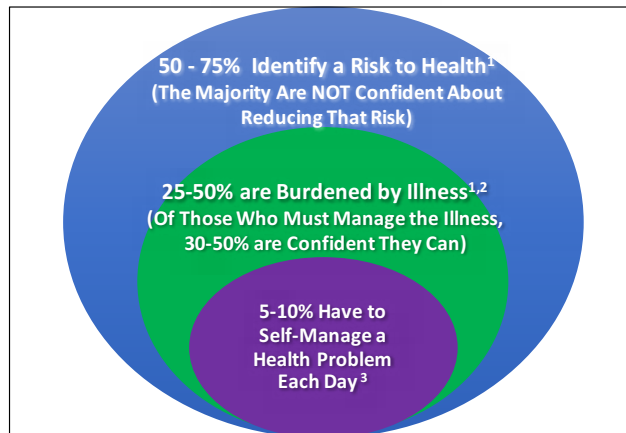 50 - 75%  Identify a Risk to Health¹
(The Majority Are NOT Confident About
Reducing That Risk)
25-50% are Burdened by Illness¹,²
(Of Those Who Must Manage the Illness,
30-50% are Confident They Can)
5-10% Have to
Self-Manage a
Health Problem
Each Day ³